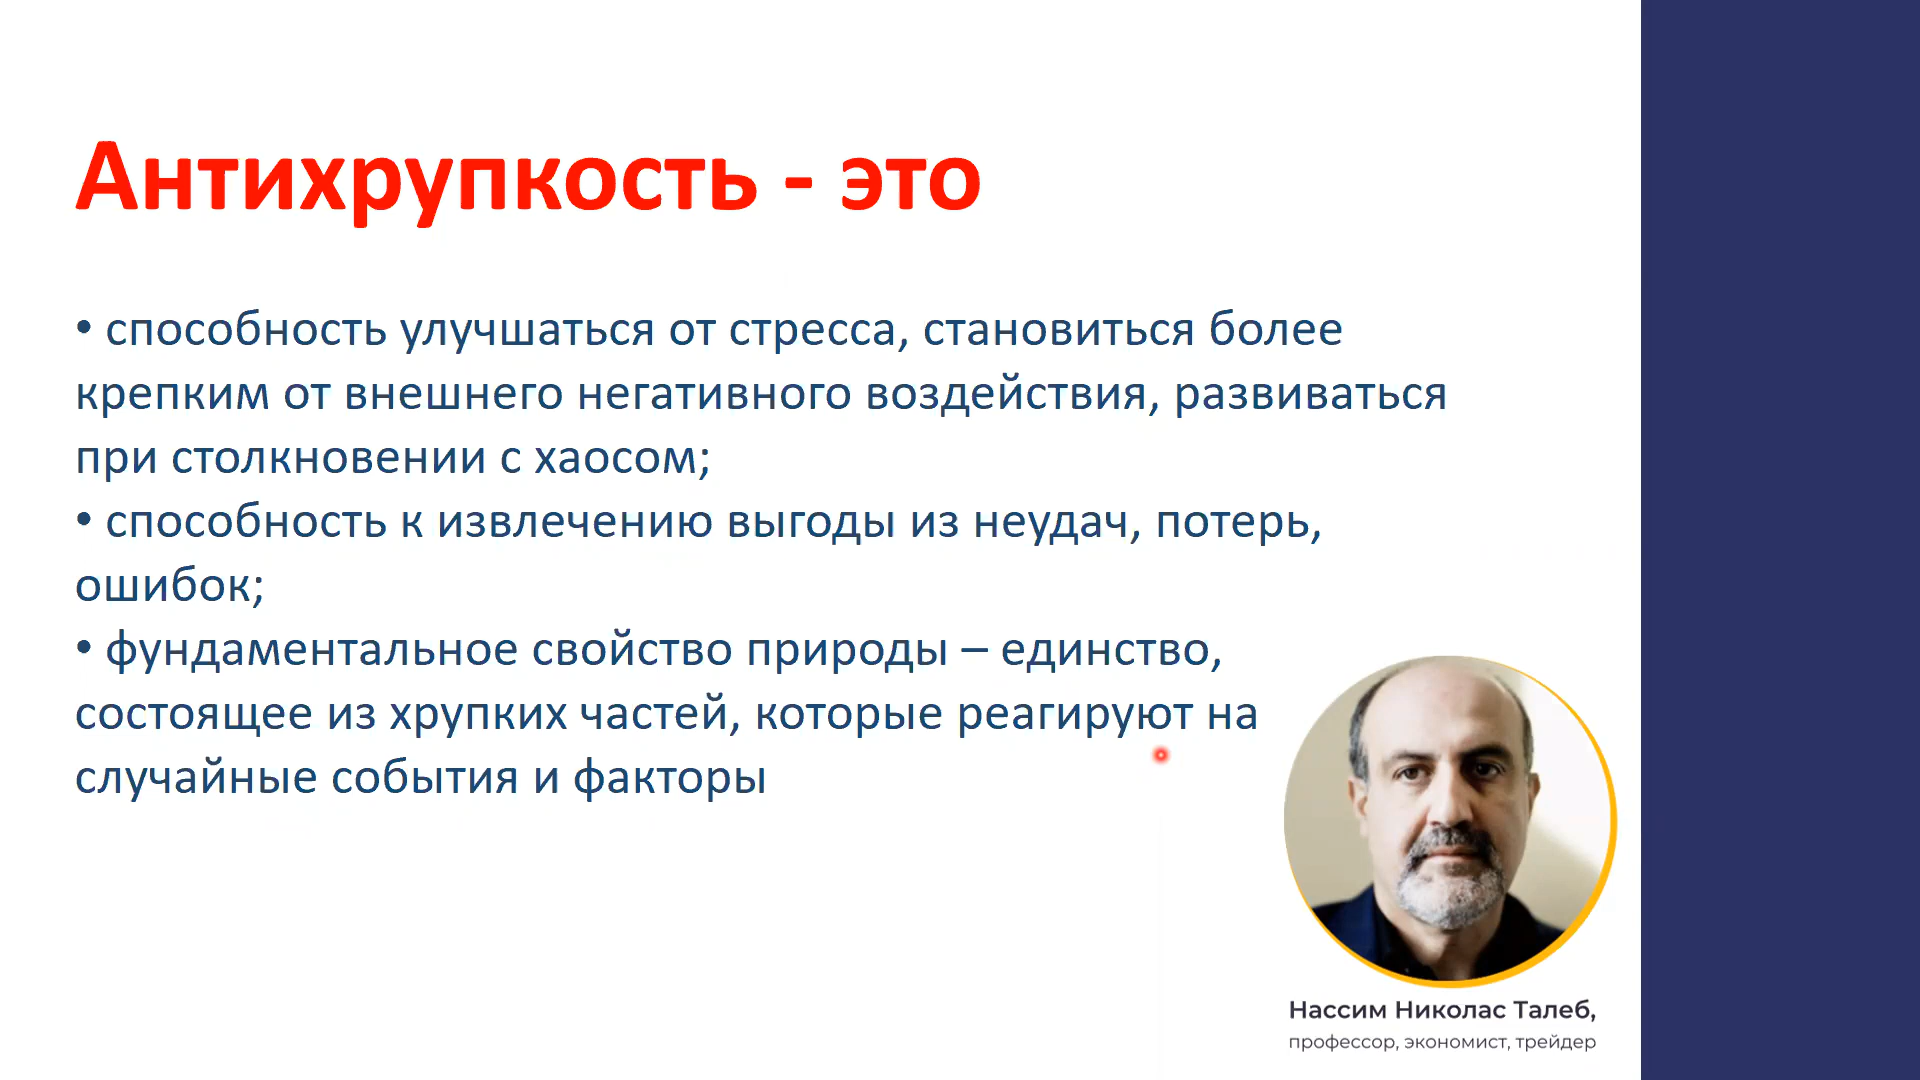 Антихрупкость - это
• способность улучшаться от стресса, становиться более
крепким от внешнего негативного воздействия, развиваться
при столкновении с хаосом;
• способность к извлечению выгоды из неудач, потерь,
ошибок;
• фундаментальное свойство природы – единство,
состоящее из хрупких частей, которые реагируют на
случайные события и факторы
Нассим Николас Талеб,
профессор, экономист, трейдер